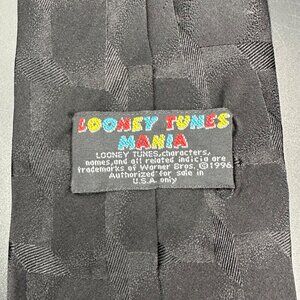 LOONEY TUNES
MANIA
LOONEY TUNES, characters,
names, and all related indicia are
trademarks of Warner Bros. ©1996
Authorized for sale in
U.S.A. only